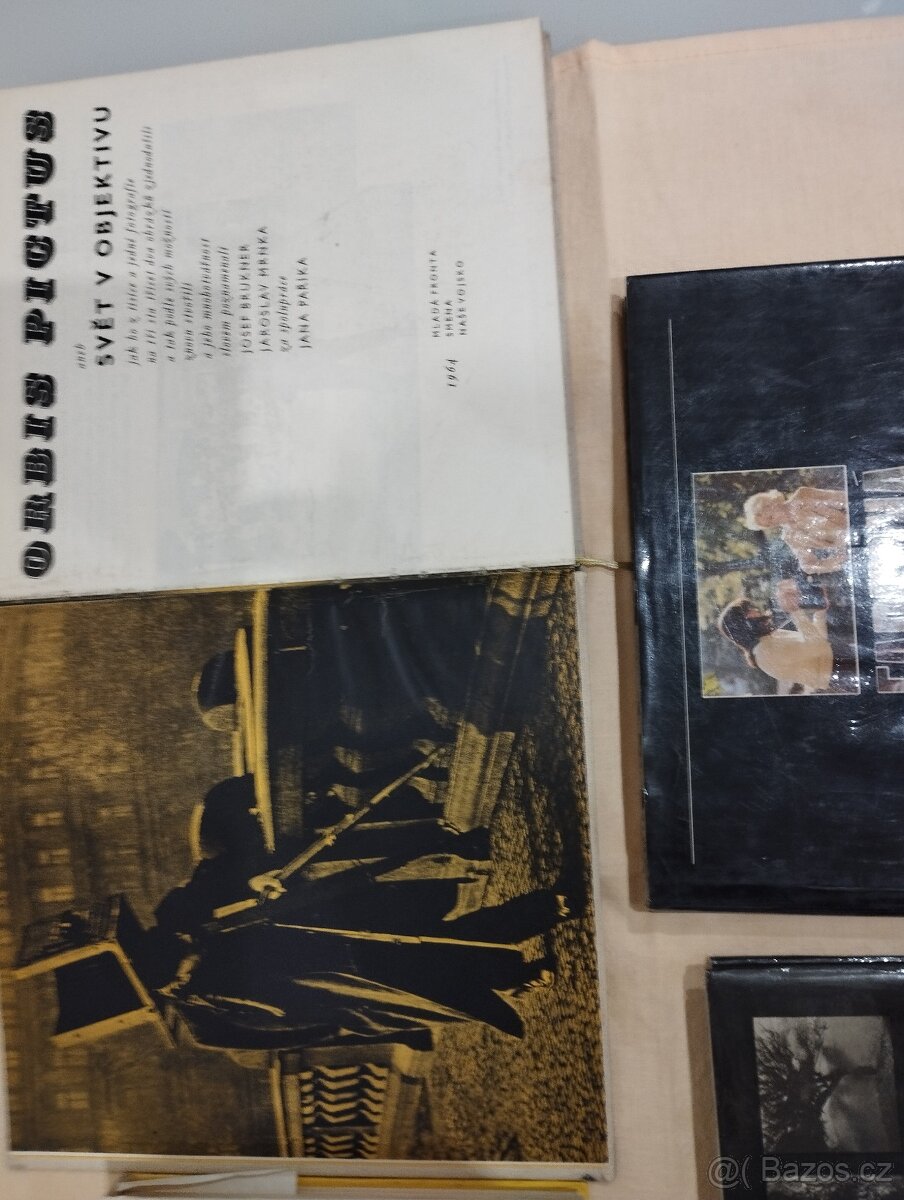 ORBIS PICTUS
aneb
SVĚT V OBJEKTIVU
jak ho z tisíce a jedné fotografie
na tři sta třicet dva obrázků zjednodušili
a tak podle svých možností
znovu stvořili
a jeho mnohotvárnost
slovem poznamenali
JOSEF BRUKNER
JAROSLAV MRNKA
za spolupráce
JANA PAŘÍKA
1964
MLADÁ FRONTA
SMENA
NAŠE VOJSKO
@( Bazos.cz